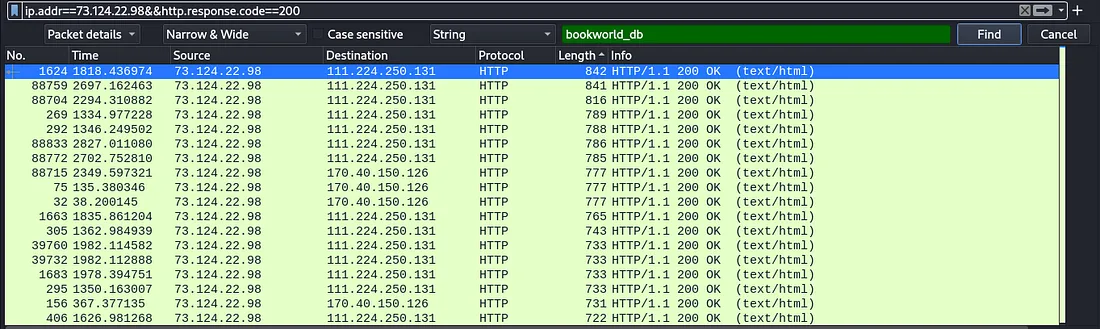 ip.addr==73.124.22.98&&http.response.code==200
Packet details Narrow & Wide Case sensitive String bookworld_db Find Cancel
No. Time Source Destination Protocol Length Info
1624 1818.436974 73.124.22.98 111.224.250.131 HTTP 842 HTTP/1.1 200 OK (text/html)
88759 2697.162463 73.124.22.98 111.224.250.131 HTTP 841 HTTP/1.1 200 OK (text/html)
88704 2294.310882 73.124.22.98 111.224.250.131 HTTP 816 HTTP/1.1 200 OK (text/html)
269 1334.977228 73.124.22.98 111.224.250.131 HTTP 789 HTTP/1.1 200 OK (text/html)
292 1346.249502 73.124.22.98 111.224.250.131 HTTP 788 HTTP/1.1 200 OK (text/html)
88833 2827.011080 73.124.22.98 111.224.250.131 HTTP 786 HTTP/1.1 200 OK (text/html)
88772 2702.752810 73.124.22.98 111.224.250.131 HTTP 785 HTTP/1.1 200 OK (text/html)
88715 2349.597321 73.124.22.98 170.40.150.126 HTTP 777 HTTP/1.1 200 OK (text/html)
75 135.380346 73.124.22.98 170.40.150.126 HTTP 777 HTTP/1.1 200 OK (text/html)
32 38.200145 73.124.22.98 170.40.150.126 HTTP 777 HTTP/1.1 200 OK (text/html)
1663 1835.861204 73.124.22.98 111.224.250.131 HTTP 765 HTTP/1.1 200 OK (text/html)
305 1362.984939 73.124.22.98 111.224.250.131 HTTP 743 HTTP/1.1 200 OK (text/html)
39760 1982.114582 73.124.22.98 111.224.250.131 HTTP 733 HTTP/1.1 200 OK (text/html)
39732 1982.112888 73.124.22.98 111.224.250.131 HTTP 733 HTTP/1.1 200 OK (text/html)
1683 1978.394751 73.124.22.98 111.224.250.131 HTTP 733 HTTP/1.1 200 OK (text/html)
295 1350.163007 73.124.22.98 111.224.250.131 HTTP 733 HTTP/1.1 200 OK (text/html)
156 367.377135 73.124.22.98 170.40.150.126 HTTP 731 HTTP/1.1 200 OK (text/html)
406 1626.981268 73.124.22.98 111.224.250.131 HTTP 722 HTTP/1.1 200 OK (text/html)